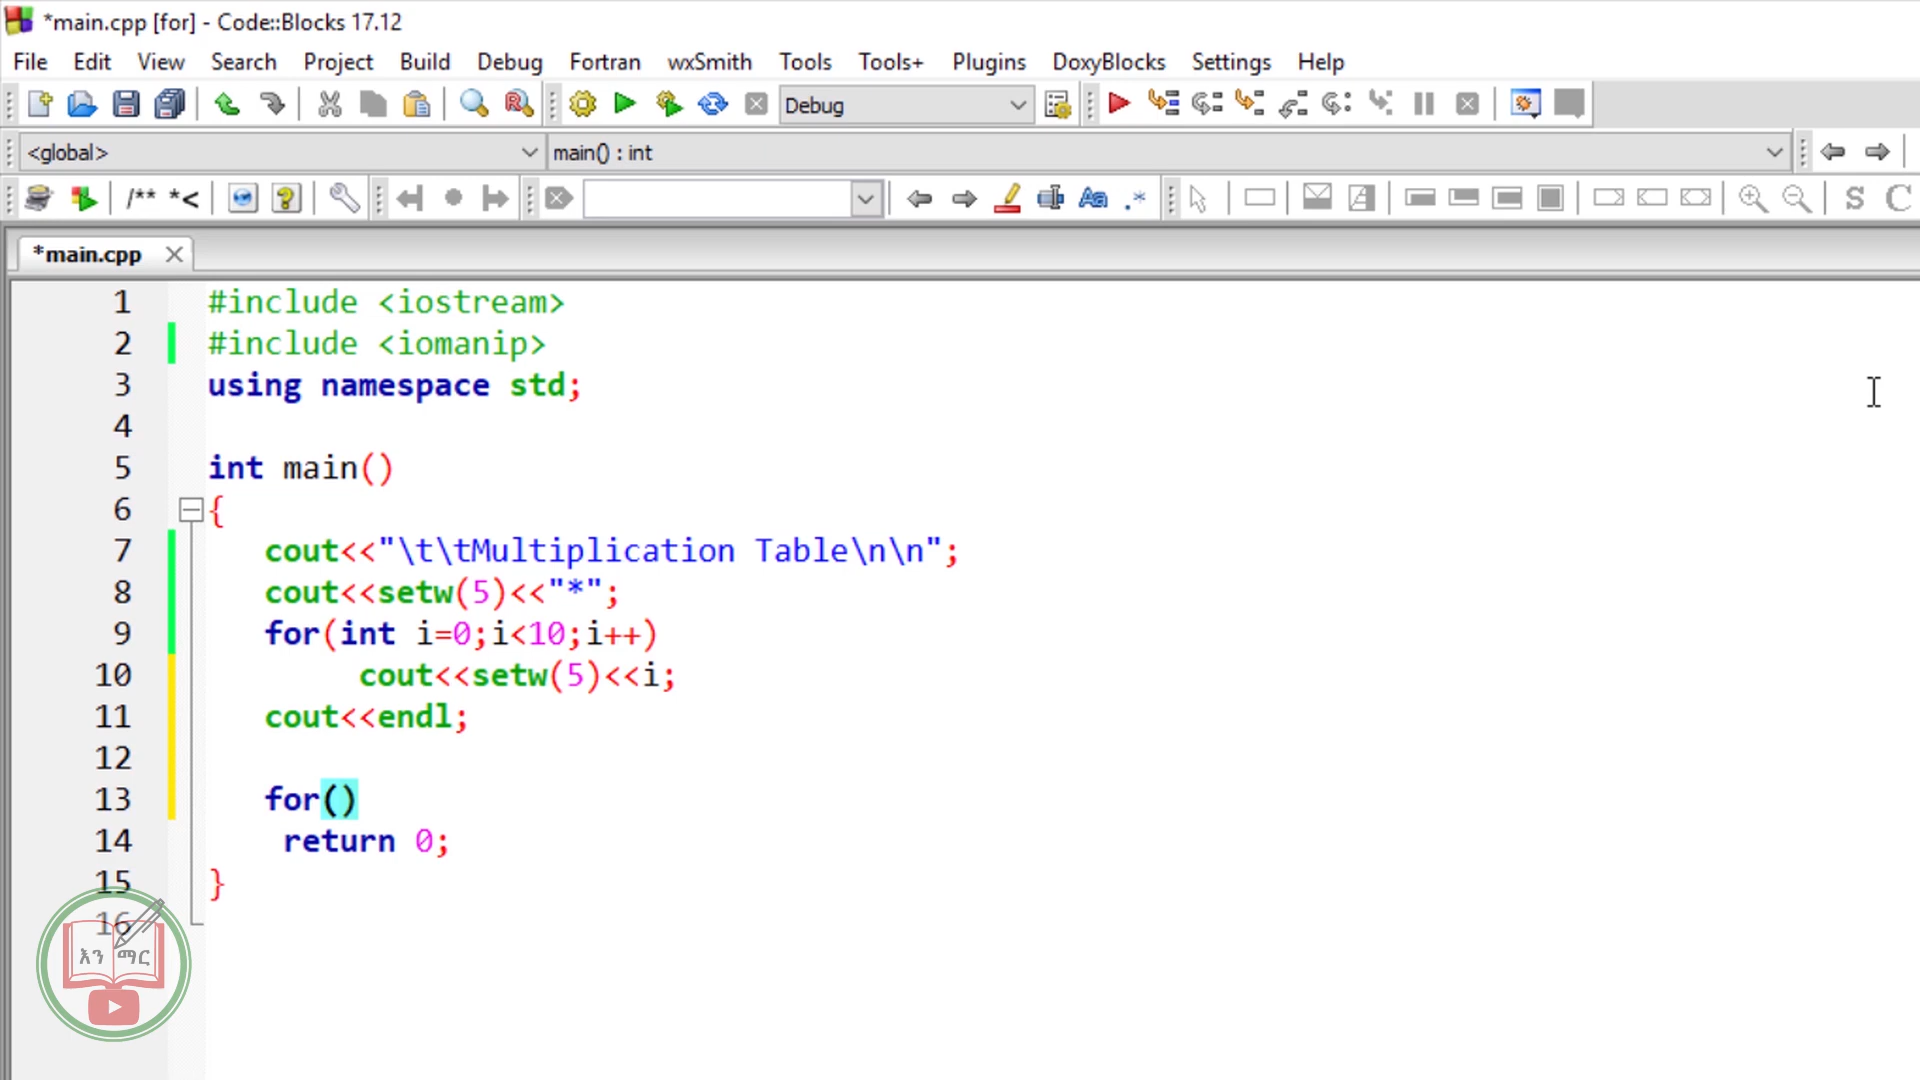 *main.cpp [for] - Code::Blocks 17.12
File Edit View Search Project Build Debug Fortran wxSmith Tools Tools+ Plugins DoxyBlocks Settings Help
Debug
<global> main() : int
/** *< Aa .* S C
*main.cpp
1 #include <iostream>
2 #include <iomanip>
3 using namespace std;
4
5 int main()
6 {
7 cout<<"\t\tMultiplication Table\n\n";
8 cout<<setw(5)<<"*";
9 for(int i=0;i<10;i++)
10 cout<<setw(5)<<i;
11 cout<<endl;
12
13 for()
14 return 0;
15 }
16
እን ማር